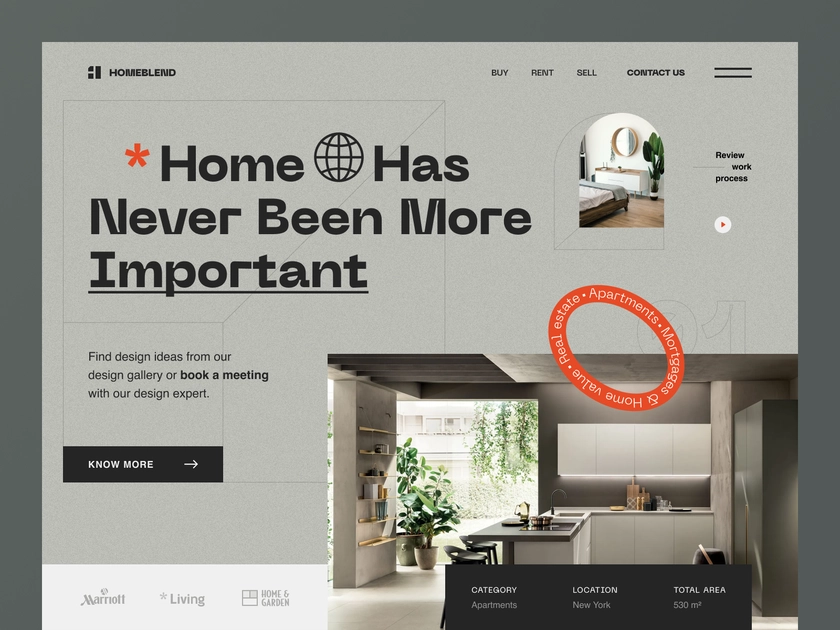 HOMEBLEND
BUY RENT SELL CONTACT US
* Home Has
Never Been More
Important
Review
work
process
Real estate • Apartments • Mortgages & Home value •
01
Find design ideas from our
design gallery or book a meeting
with our design expert.
KNOW MORE
Marriott
*Living
HOME &
GARDEN
CATEGORY LOCATION TOTAL AREA
Apartments New York 530 m²